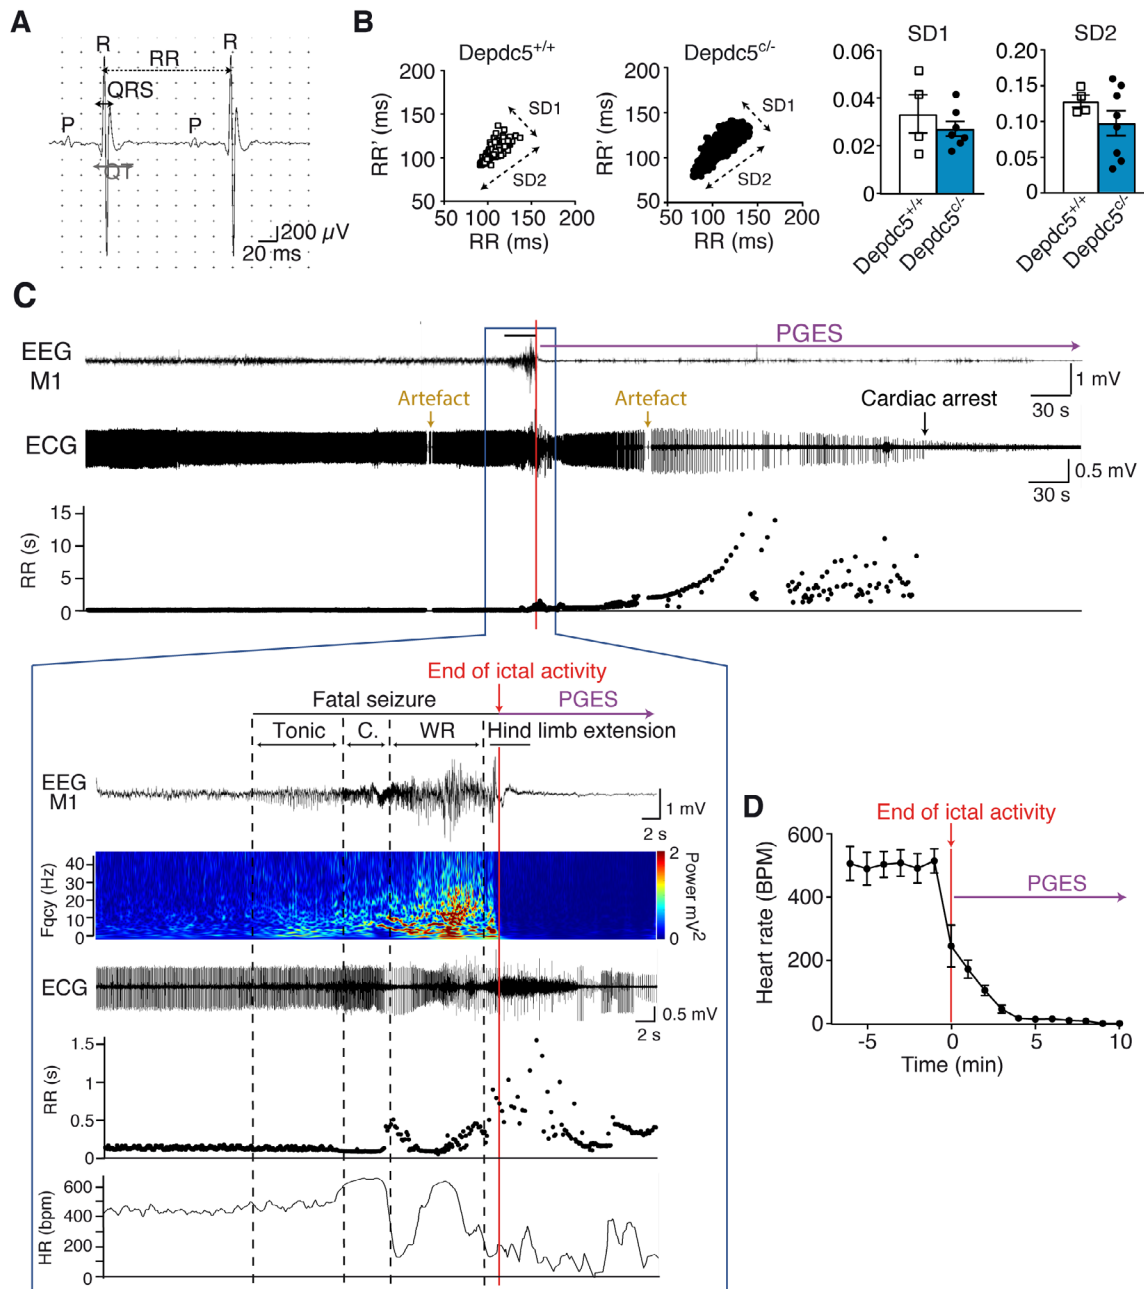 A
R
R
RR
QRS
P
P
QT
200 µV
20 ms
B
Depdc5+/+
200
150
100
50
RR' (ms)
SD1
SD2
50 100 150 200
RR (ms)
Depdc5c/-
200
150
100
50
RR' (ms)
SD1
SD2
50 100 150 200
RR (ms)
SD1
0.06
0.04
0.02
0
Depdc5+/+
Depdc5c/-
SD2
0.20
0.15
0.10
0.05
0.00
Depdc5+/+
Depdc5c/-
C
PGES
EEG
M1
1 mV
30 s
Artefact
Artefact
Cardiac arrest
ECG
0.5 mV
30 s
15
10
5
0
RR (s)
End of ictal activity
Fatal seizure
PGES
Tonic
C.
WR
Hind limb extension
EEG
M1
1 mV
2 s
40
30
20
10
0
Fqcy (Hz)
2
0
Power mV2
ECG
0.5 mV
2 s
1.5
1
0.5
0
RR (s)
600
400
200
0
HR (bpm)
D
End of ictal activity
PGES
600
400
200
0
Heart rate (BPM)
-5 0 5 10
Time (min)